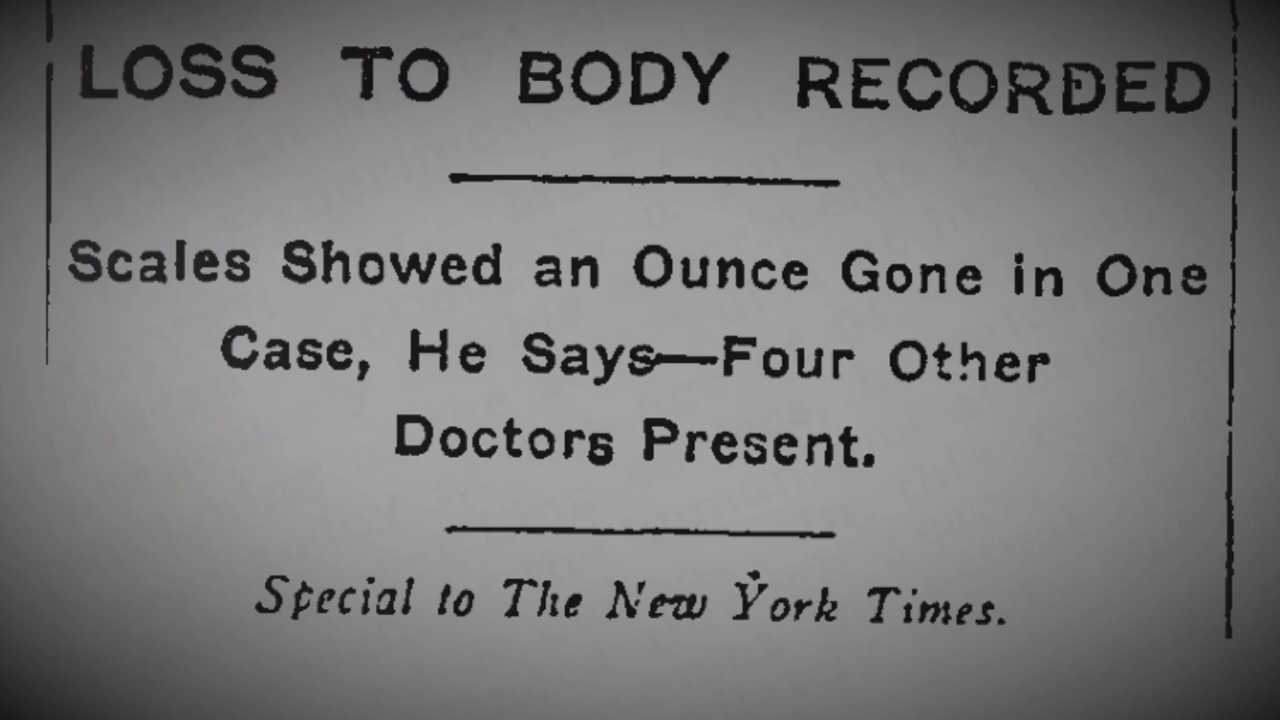 LOSS TO BODY RECORDED
Scales Showed an Ounce Gone in One
Case, He Says—Four Other
Doctors Present.
Special to The New York Times.